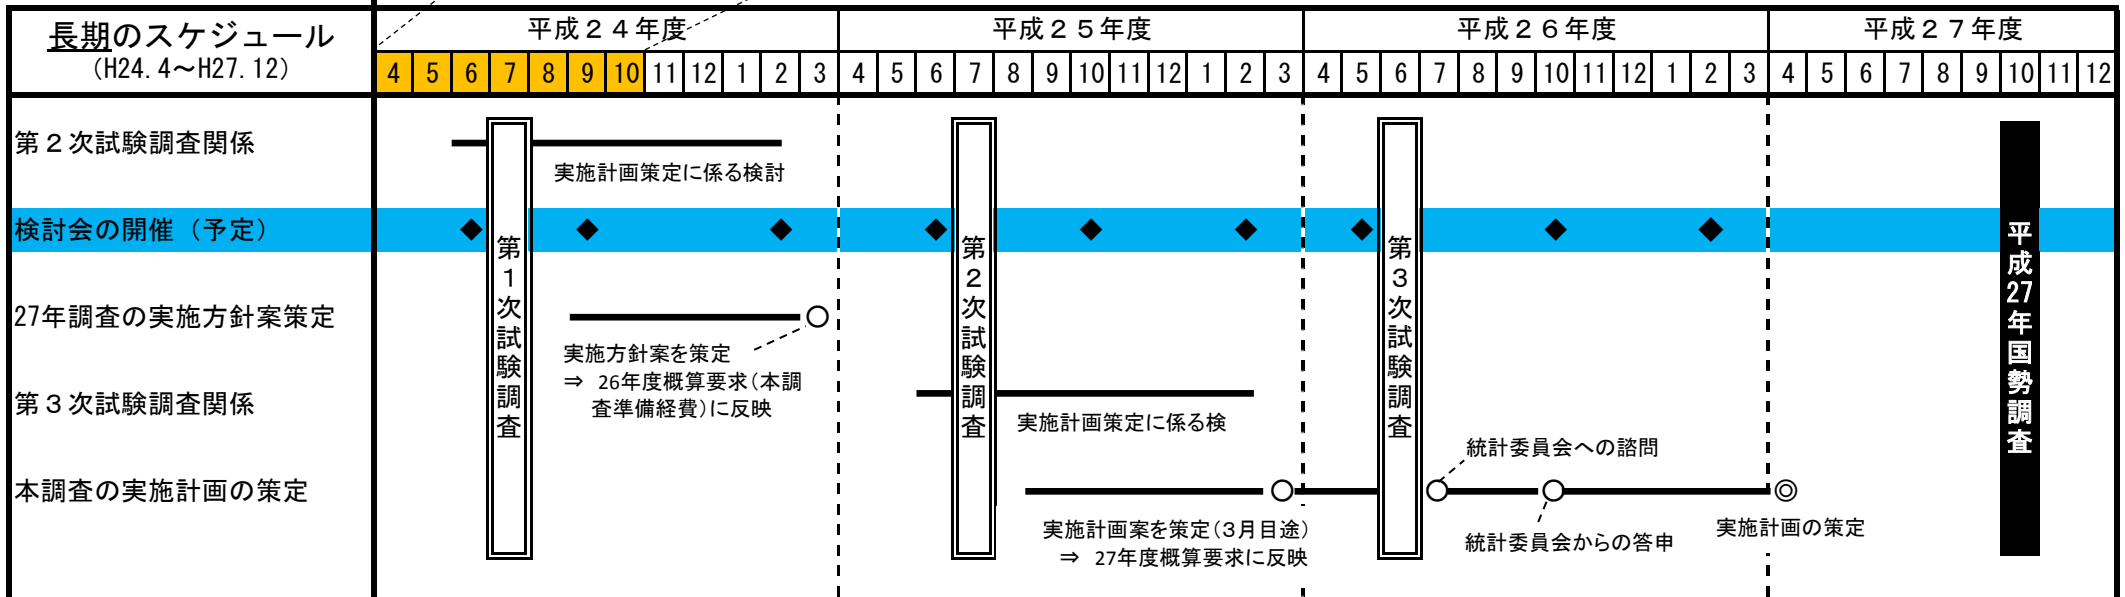 長期のスケジュール
（H24.4～H27.12）
平成２４年度
平成２５年度
平成２６年度
平成２７年度
4 5 6 7 8 9 10 11 12 1 2 3 4 5 6 7 8 9 10 11 12 1 2 3 4 5 6 7 8 9 10 11 12 1 2 3 4 5 6 7 8 9 10 11 12
第２次試験調査関係
実施計画策定に係る検討
検討会の開催（予定）
27年調査の実施方針案策定
実施方針案を策定
⇒ 26年度概算要求（本調
査準備経費）に反映
第３次試験調査関係
実施計画策定に係る検
本調査の実施計画の策定
実施計画案を策定（３月目途）
⇒ 27年度概算要求に反映
統計委員会への諮問
統計委員会からの答申
実施計画の策定
第１次試験調査
第２次試験調査
第３次試験調査
平成27年国勢調査